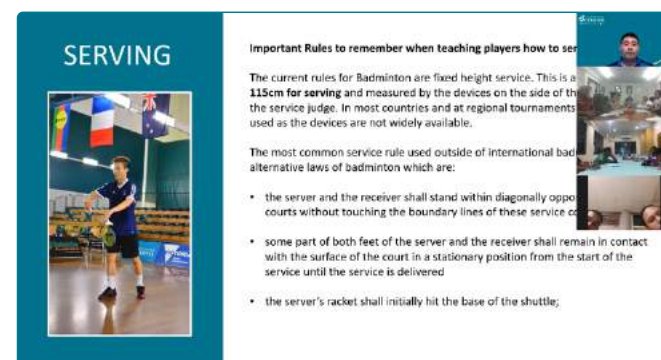 SERVING
Important Rules to remember when teaching players how to ser
The current rules for Badminton are fixed height service. This is a
115cm for serving and measured by the devices on the side of th
the service judge. In most countries and at regional tournaments
used as the devices are not widely available.
The most common service rule used outside of international bad
alternative laws of badminton which are:
• the server and the receiver shall stand within diagonally oppo
courts without touching the boundary lines of these service co
• some part of both feet of the server and the receiver shall remain in contact
with the surface of the court in a stationary position from the start of the
service until the service is delivered
• the server's racket shall initially hit the base of the shuttle;